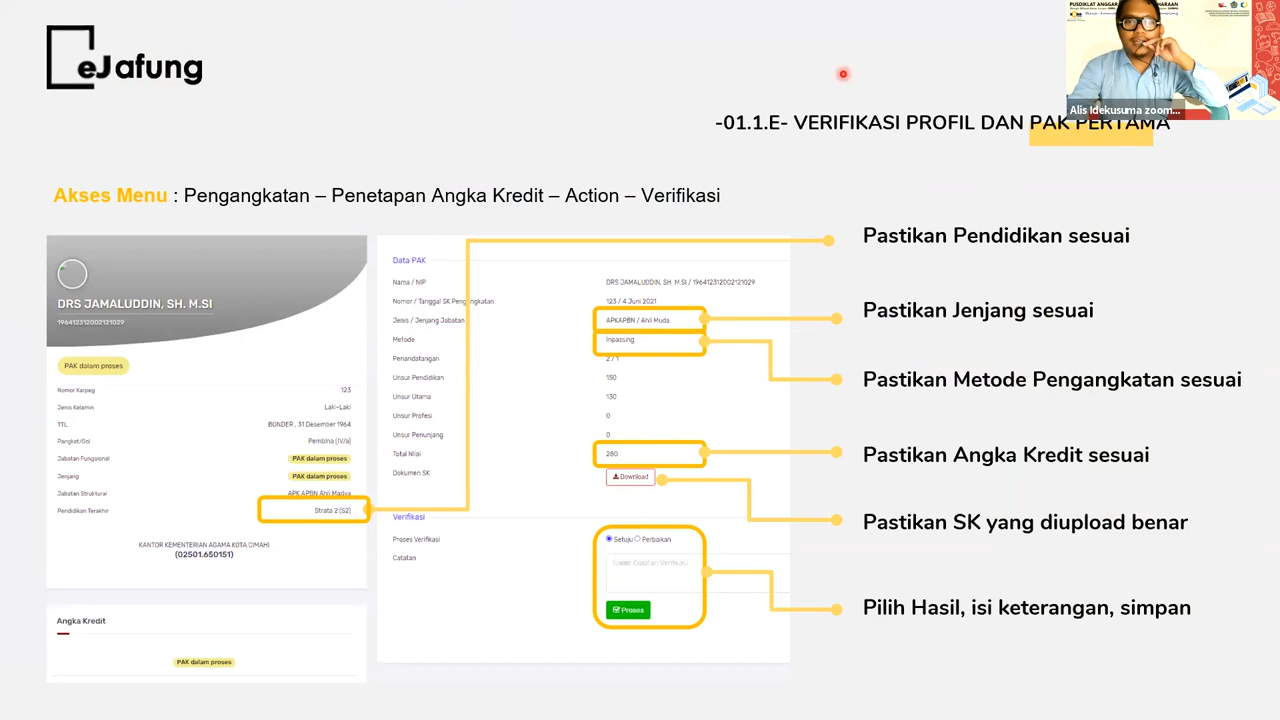 eJafung
PUSDIKLAT ANGGAR
HARAAN
Alis Idekusuma zoom...
-01.1.E- VERIFIKASI PROFIL DAN PAK PERTAMA
Akses Menu : Pengangkatan – Penetapan Angka Kredit – Action – Verifikasi
DRS JAMALUDDIN, SH. M.SI
196412312002121029
PAK dalam proses
Nomor Karpeg 123
Jenis Kelamin Laki-Laki
TTL BONDER , 31 Desember 1964
Pangkat/Gol Pembina (IV/a)
Jabatan Fungsional PAK dalam proses
Jenjang PAK dalam proses
Jabatan Struktural APK APBN Ahli Madya
Pendidikan Terakhir Strata 2 (S2)
KANTOR KEMENTERIAN AGAMA KOTA CIMAHI
(02501.650151)
Angka Kredit
PAK dalam proses
Data PAK
Nama / NIP DRS JAMALUDDIN, SH. M.SI / 196412312002121029
Nomor / Tanggal SK Pengangkatan 123 / 4 Juni 2021
Jenis / Jenjang Jabatan APKAPBN / Ahli Muda
Metode Inpassing
Penandatangan 2 / 1
Unsur Pendidikan 150
Unsur Utama 130
Unsur Profesi 0
Unsur Penunjang 0
Total Nilai 280
Dokumen SK Download
Verifikasi
Proses Verifikasi Setuju Perbaikan
Catatan Catatan Verifikasi
Proses
Pastikan Pendidikan sesuai
Pastikan Jenjang sesuai
Pastikan Metode Pengangkatan sesuai
Pastikan Angka Kredit sesuai
Pastikan SK yang diupload benar
Pilih Hasil, isi keterangan, simpan